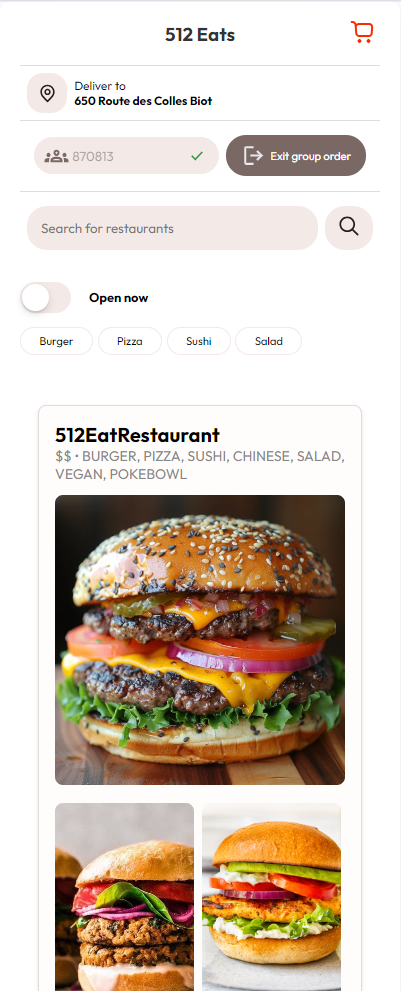 512 Eats
Deliver to
650 Route des Colles Biot
870813
Exit group order
Search for restaurants
Open now
Burger
Pizza
Sushi
Salad
512EatRestaurant
$$ • BURGER, PIZZA, SUSHI, CHINESE, SALAD,
VEGAN, POKEBOWL